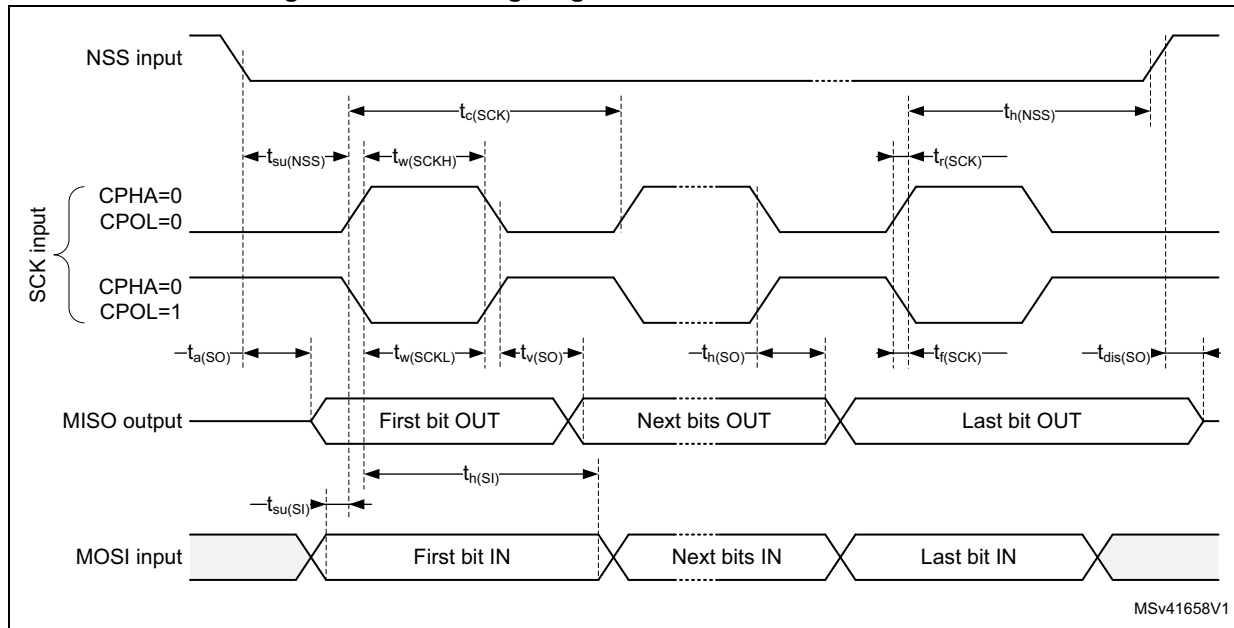 NSS input
tc(SCK)
th(NSS)
tsu(NSS)
tw(SCKH)
tr(SCK)
CPHA=0
CPOL=0
SCK input
CPHA=0
CPOL=1
ta(SO)
tw(SCKL)
tv(SO)
th(SO)
tf(SCK)
tdis(SO)
MISO output
First bit OUT
Next bits OUT
Last bit OUT
th(SI)
tsu(SI)
MOSI input
First bit IN
Next bits IN
Last bit IN
MSv41658V1